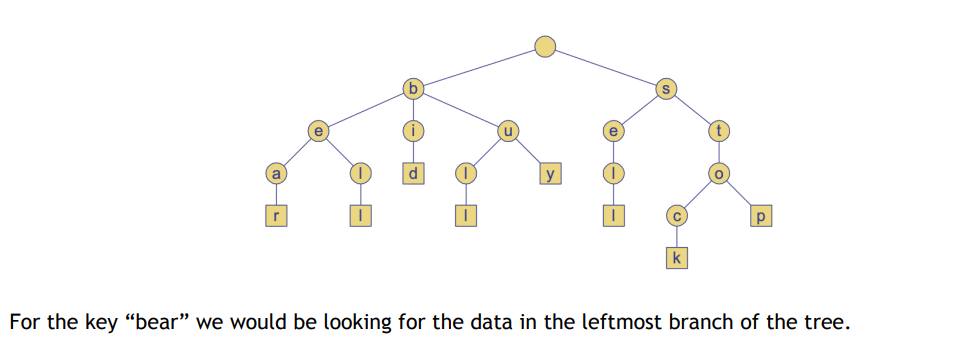 b s
e i u e t
a l d l y l o
r l l l c p
k
For the key “bear” we would be looking for the data in the leftmost branch of the tree.